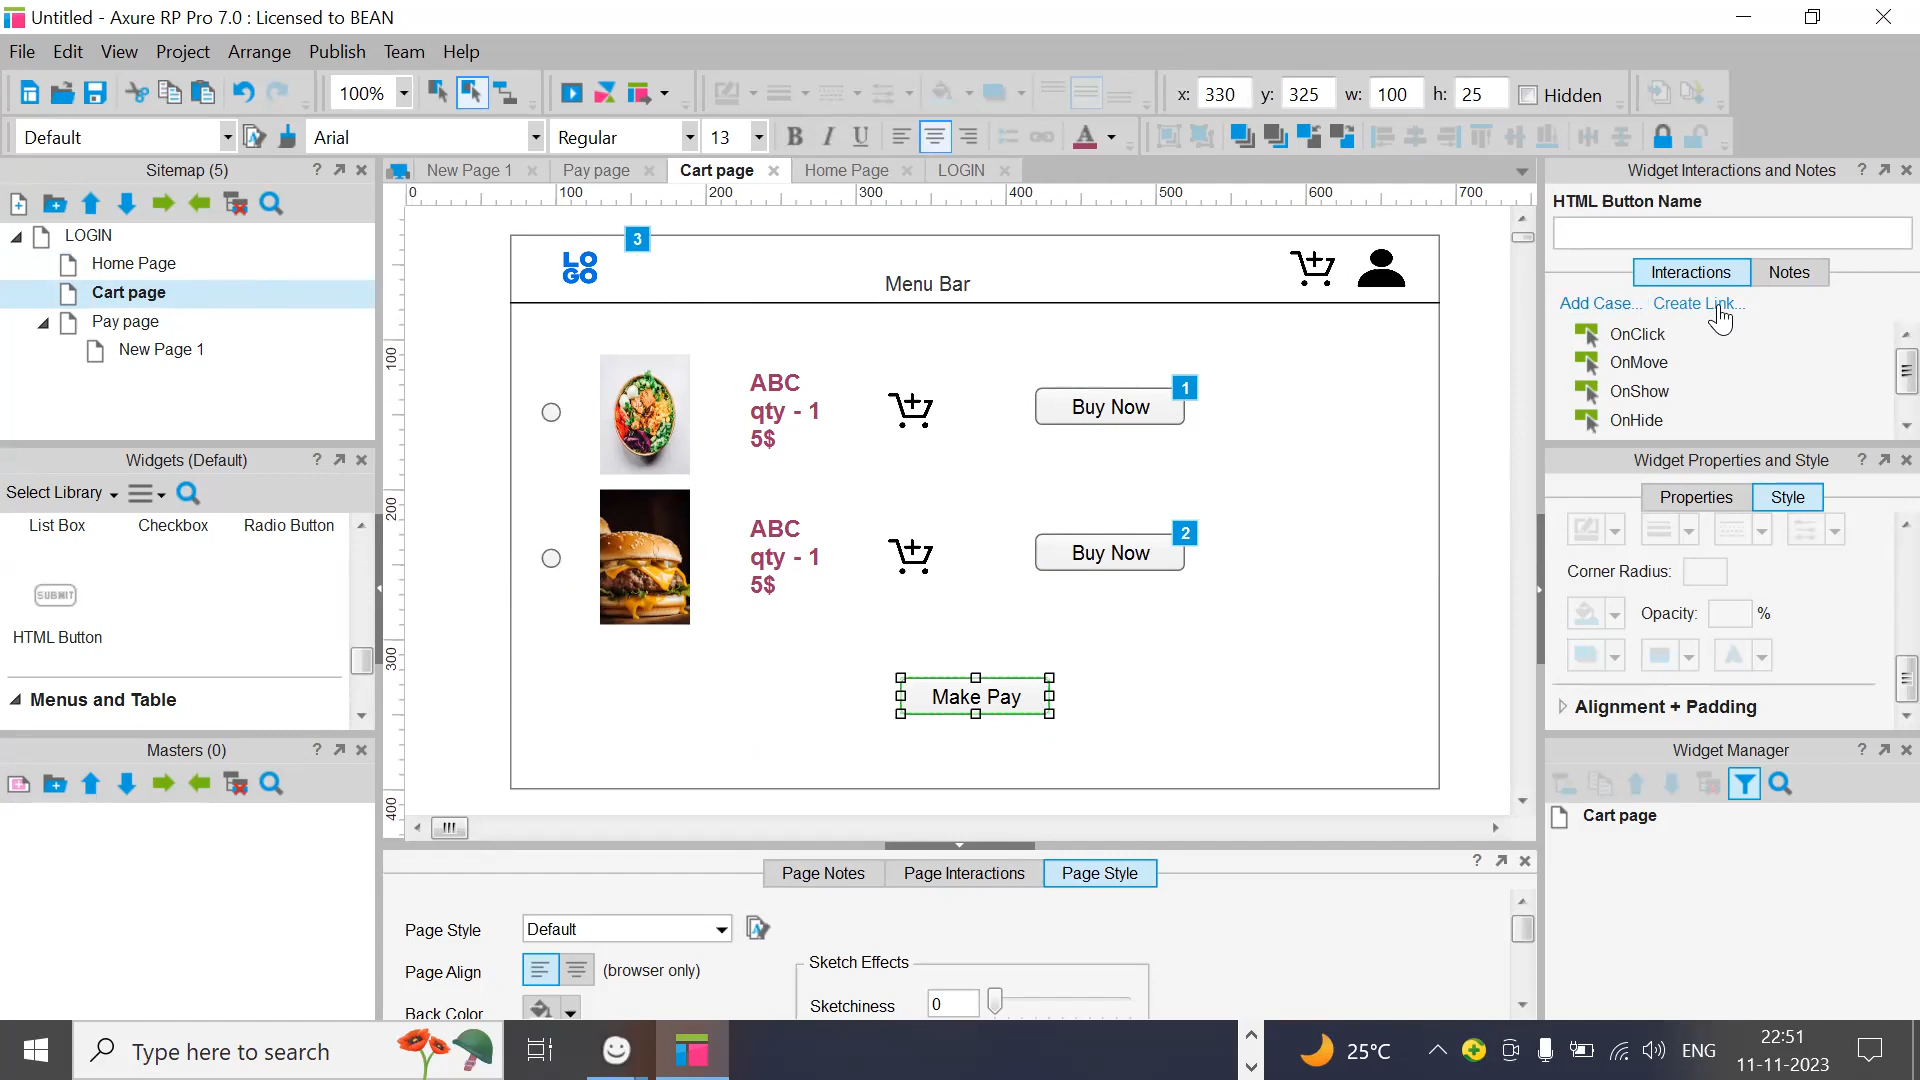 Untitled - Axure RP Pro 7.0 : Licensed to BEAN
File Edit View Project Arrange Publish Team Help
100%
x: 330 y: 325 w: 100 h: 25 Hidden
Default Arial Regular 13 B I U A
Sitemap (5)
LOGIN
Home Page
Cart page
Pay page
New Page 1
Widgets (Default)
Select Library
List Box Checkbox Radio Button
SUBMIT
HTML Button
Menus and Table
Masters (0)
New Page 1 Pay page Cart page Home Page LOGIN
0 100 200 300 400 500 600 700
100
200
300
400
LO
GO
3
Menu Bar
ABC
qty - 1
5$
Buy Now
1
ABC
qty - 1
5$
Buy Now
2
Make Pay
Page Notes Page Interactions Page Style
Page Style Default
Page Align (browser only)
Back Color
Sketch Effects
Sketchiness 0
Widget Interactions and Notes
HTML Button Name
Interactions Notes
Add Case... Create Link...
OnClick
OnMove
OnShow
OnHide
Widget Properties and Style
Properties Style
Corner Radius:
Opacity: %
Alignment + Padding
Widget Manager
Cart page
Type here to search
25°C
ENG
22:51
11-11-2023